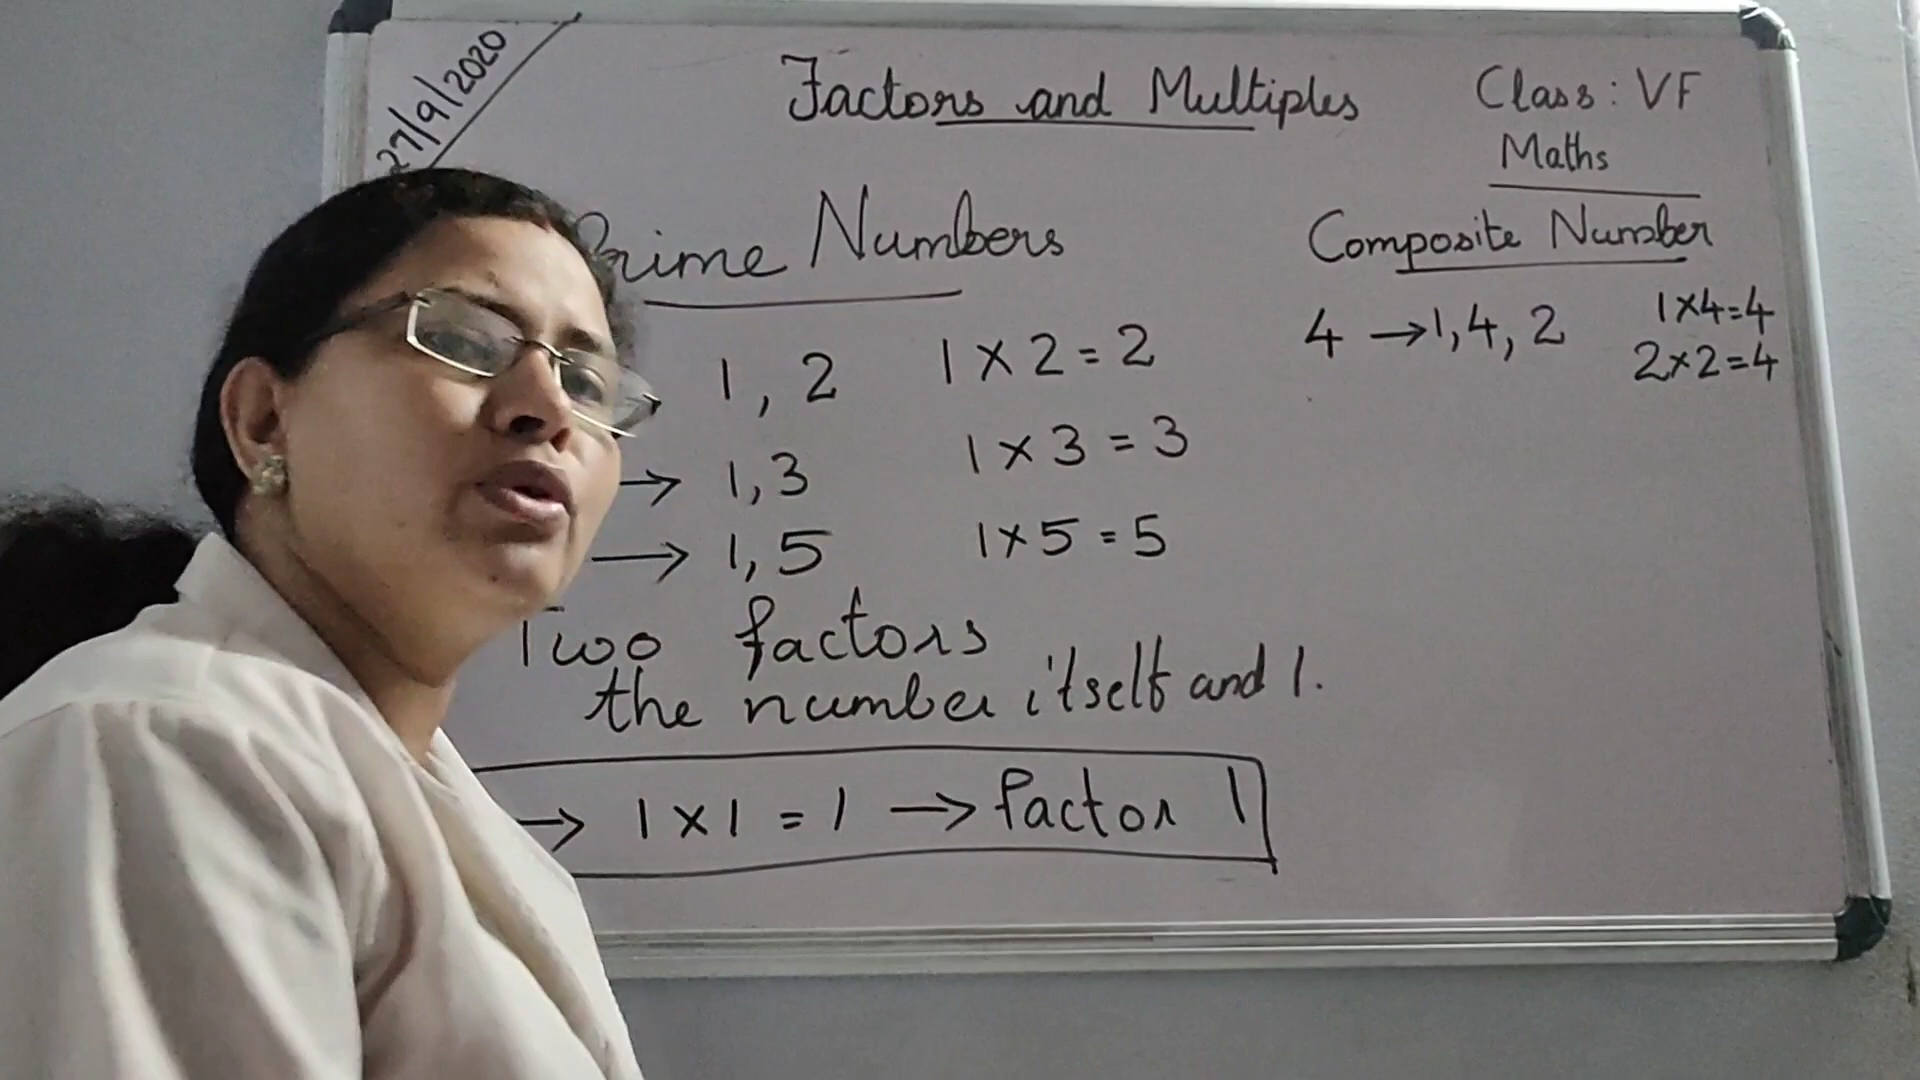 27/9/2020
Factors and Multiples
Class: VF
Maths
Prime Numbers
1, 2 1 × 2 = 2
→ 1, 3 1 × 3 = 3
→ 1, 5 1 × 5 = 5
Two factors
the number itself and 1.
→ 1 × 1 = 1 → factor 1
Composite Number
4 → 1, 4, 2
1×4=4
2×2=4